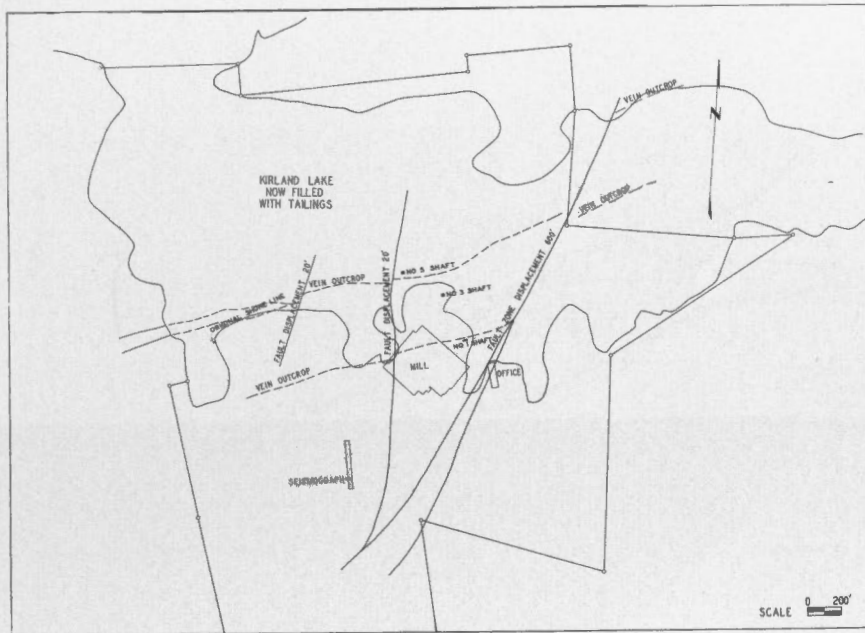 VEIN OUTCROP
N
KIRLAND LAKE
NOW FILLED
WITH TAILINGS
VEIN OUTCROP
FAULT DISPLACEMENT 20'
VEIN OUTCROP
NO 5 SHAFT
NO 3 SHAFT
ORIGINAL SHORE LINE
FAULT DISPLACEMENT 20'
FAULT ZONE DISPLACEMENT 600'
NO 1 SHAFT
MILL
OFFICE
VEIN OUTCROP
SEISMOGRAPH
0 200'
SCALE